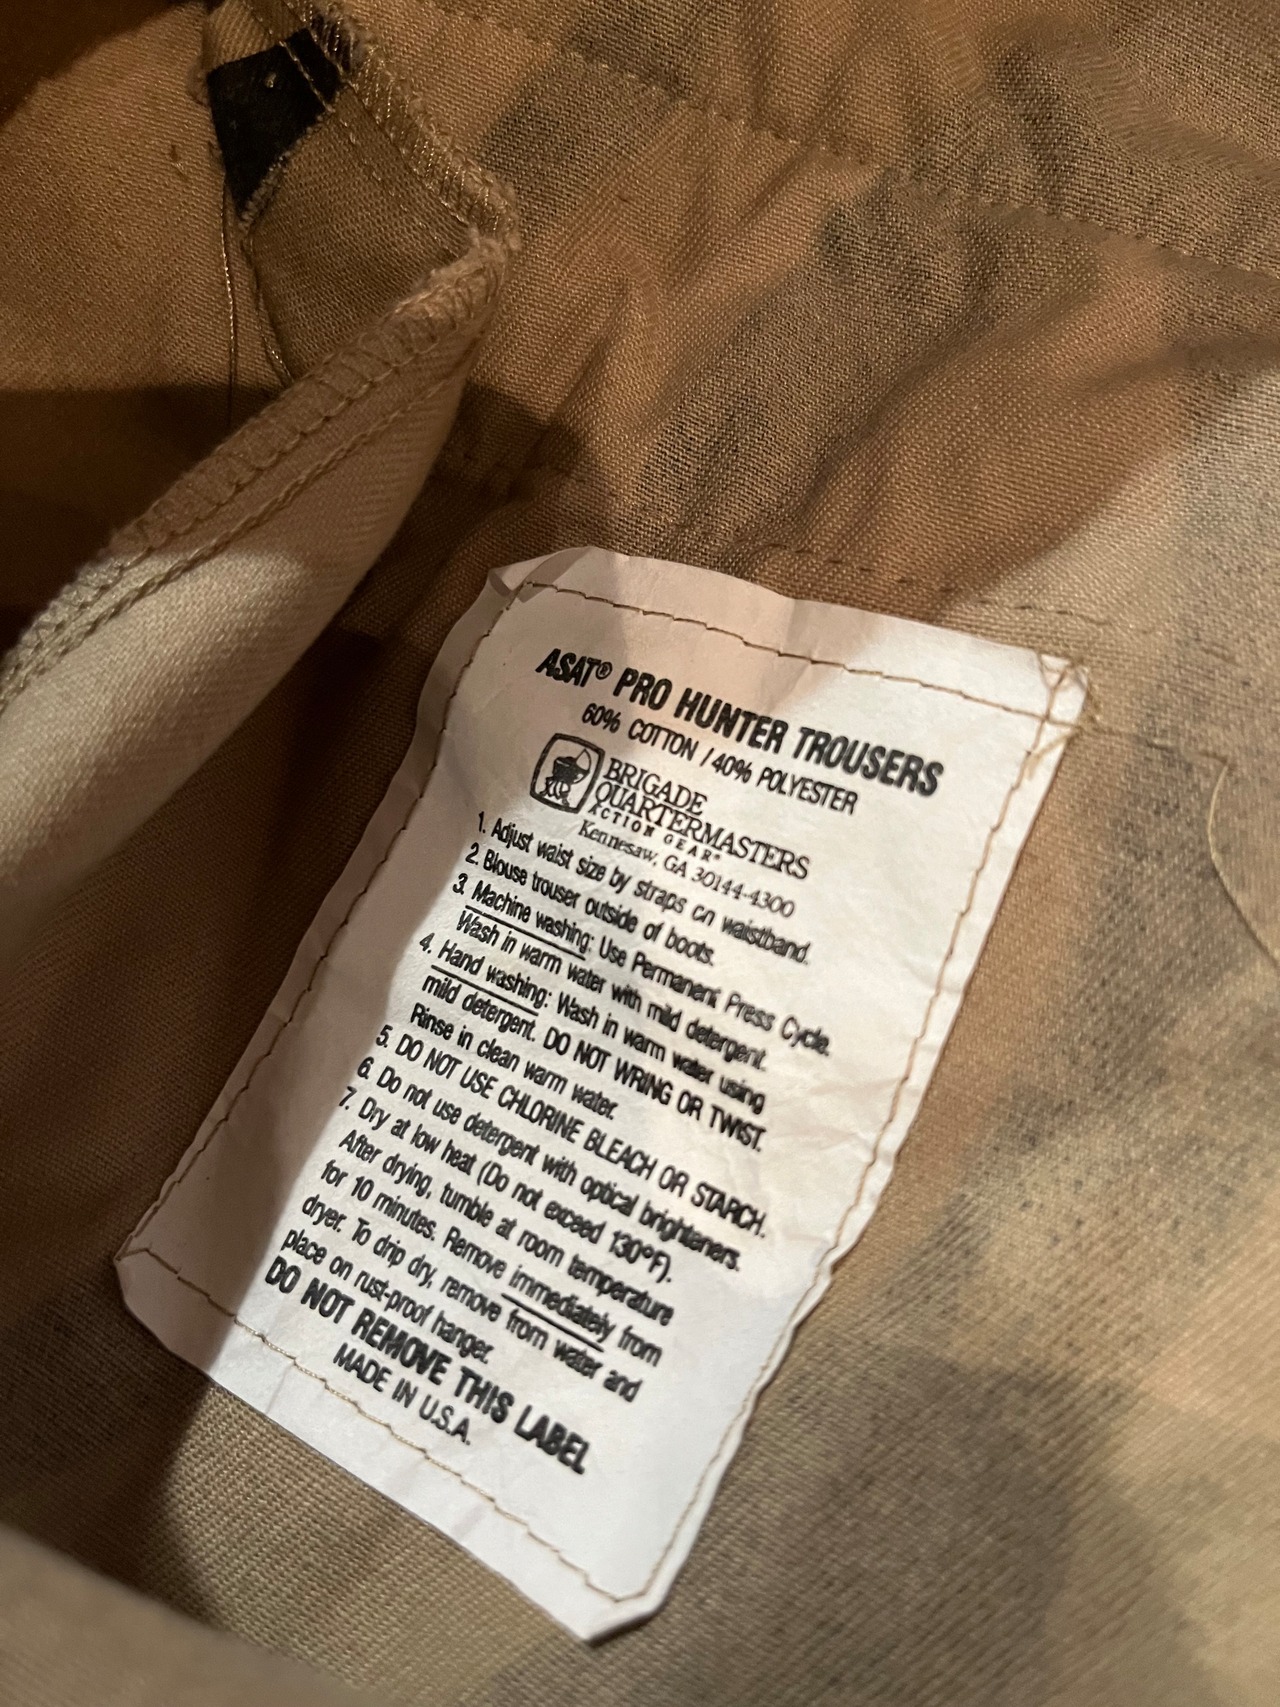 ASAT® PRO HUNTER TROUSERS
60% COTTON / 40% POLYESTER
BRIGADE
QUARTERMASTERS
ACTION GEAR
Kennesaw, GA 30144-4300
1. Adjust waist size by straps on waistband.
2. Blouse trouser outside of boots.
3. Machine washing: Use Permanent Press Cycle.
Wash in warm water with mild detergent.
4. Hand washing: Wash in warm water using
mild detergent. DO NOT WRING OR TWIST.
Rinse in clean warm water.
5. DO NOT USE CHLORINE BLEACH OR STARCH.
6. Do not use detergent with optical brighteners.
7. Dry at low heat (Do not exceed 130°F).
After drying, tumble at room temperature
for 10 minutes. Remove immediately from
dryer. To drip dry, remove from water and
place on rust-proof hanger.
DO NOT REMOVE THIS LABEL
MADE IN U.S.A.